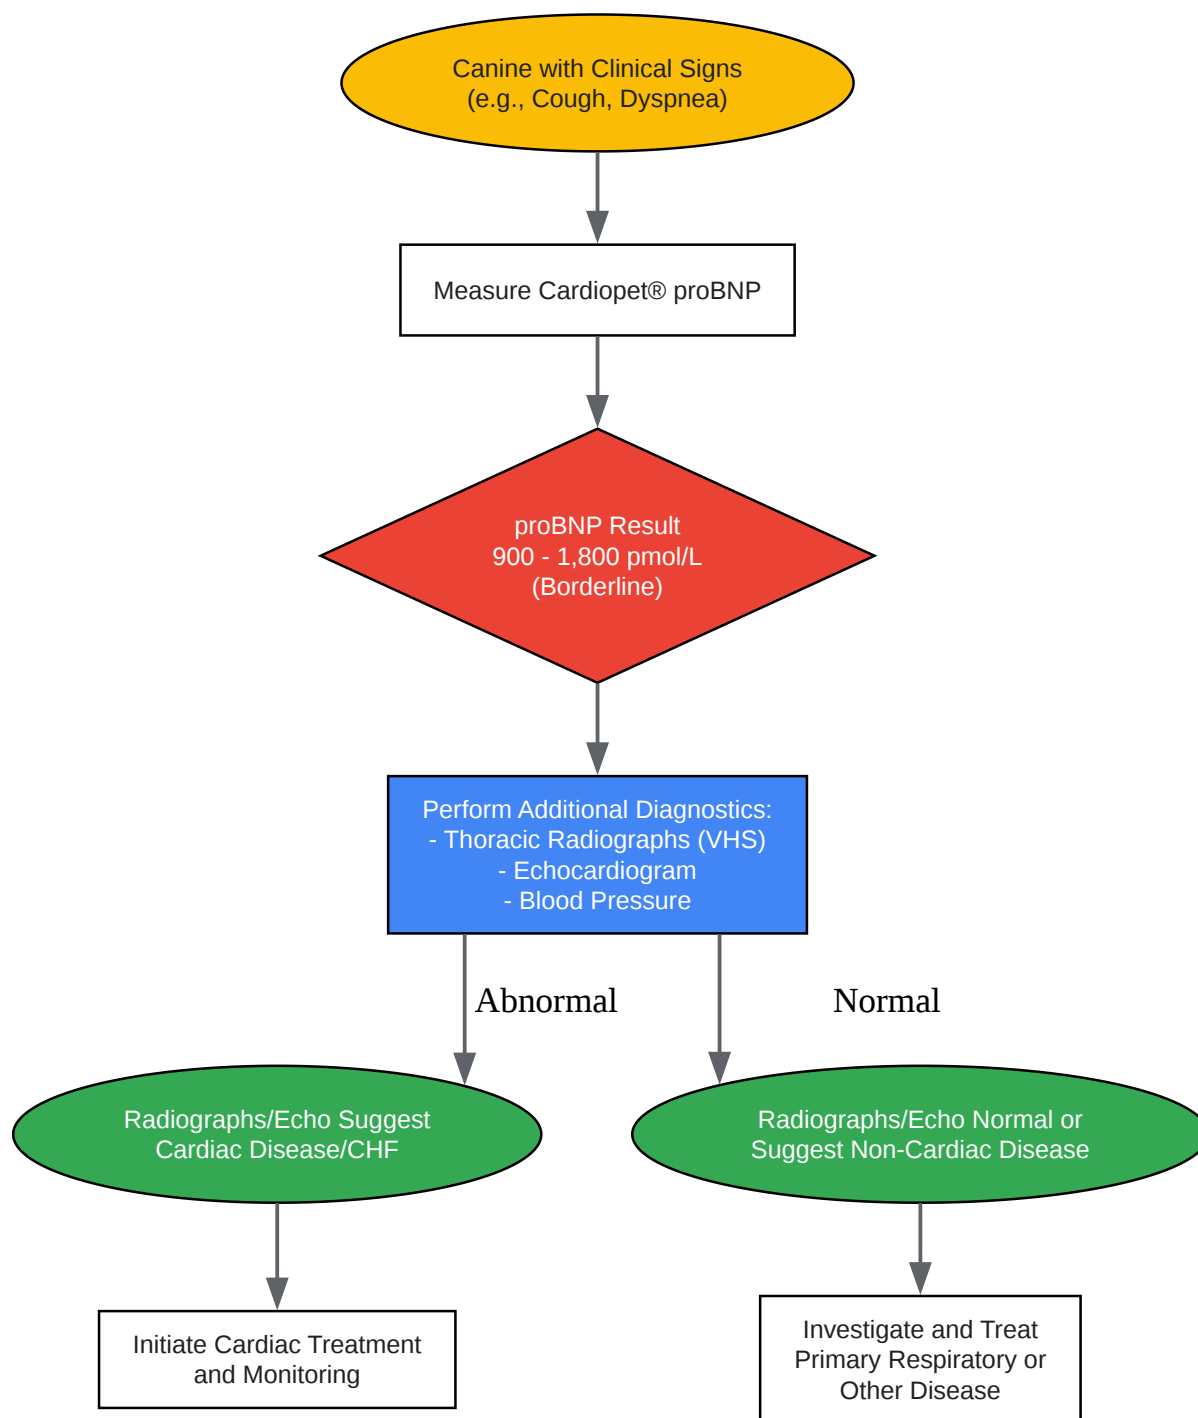 Canine with Clinical Signs
(e.g., Cough, Dyspnea)
Measure Cardiopet® proBNP
proBNP Result
900 - 1,800 pmol/L
(Borderline)
Perform Additional Diagnostics:
- Thoracic Radiographs (VHS)
- Echocardiogram
- Blood Pressure
Abnormal
Normal
Radiographs/Echo Suggest
Cardiac Disease/CHF
Radiographs/Echo Normal or
Suggest Non-Cardiac Disease
Initiate Cardiac Treatment
and Monitoring
Investigate and Treat
Primary Respiratory or
Other Disease